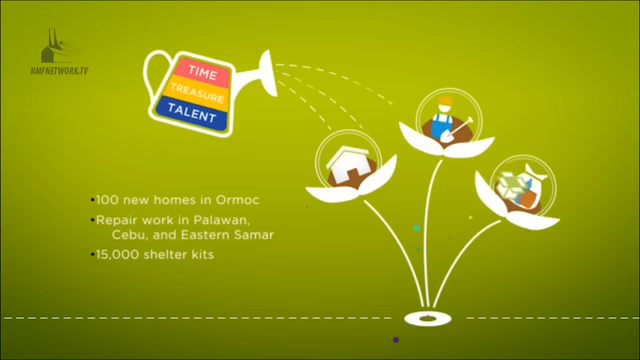 NMFNETWORK.TV
TIME
TREASURE
TALENT
•100 new homes in Ormoc
•Repair work in Palawan,
Cebu, and Eastern Samar
•15,000 shelter kits